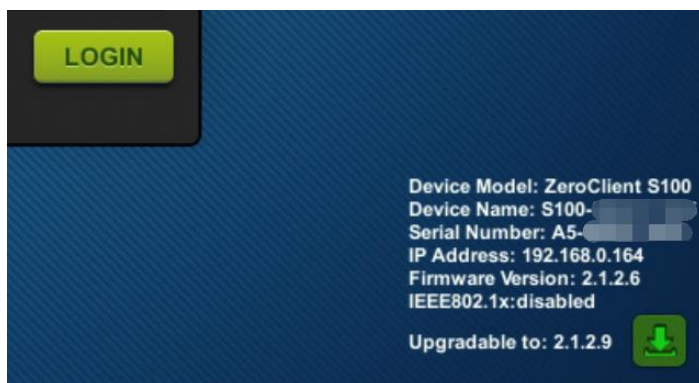 LOGIN
Device Model: ZeroClient S100
Device Name: S100-
Serial Number: A5-
IP Address: 192.168.0.164
Firmware Version: 2.1.2.6
IEEE802.1x:disabled
Upgradable to: 2.1.2.9